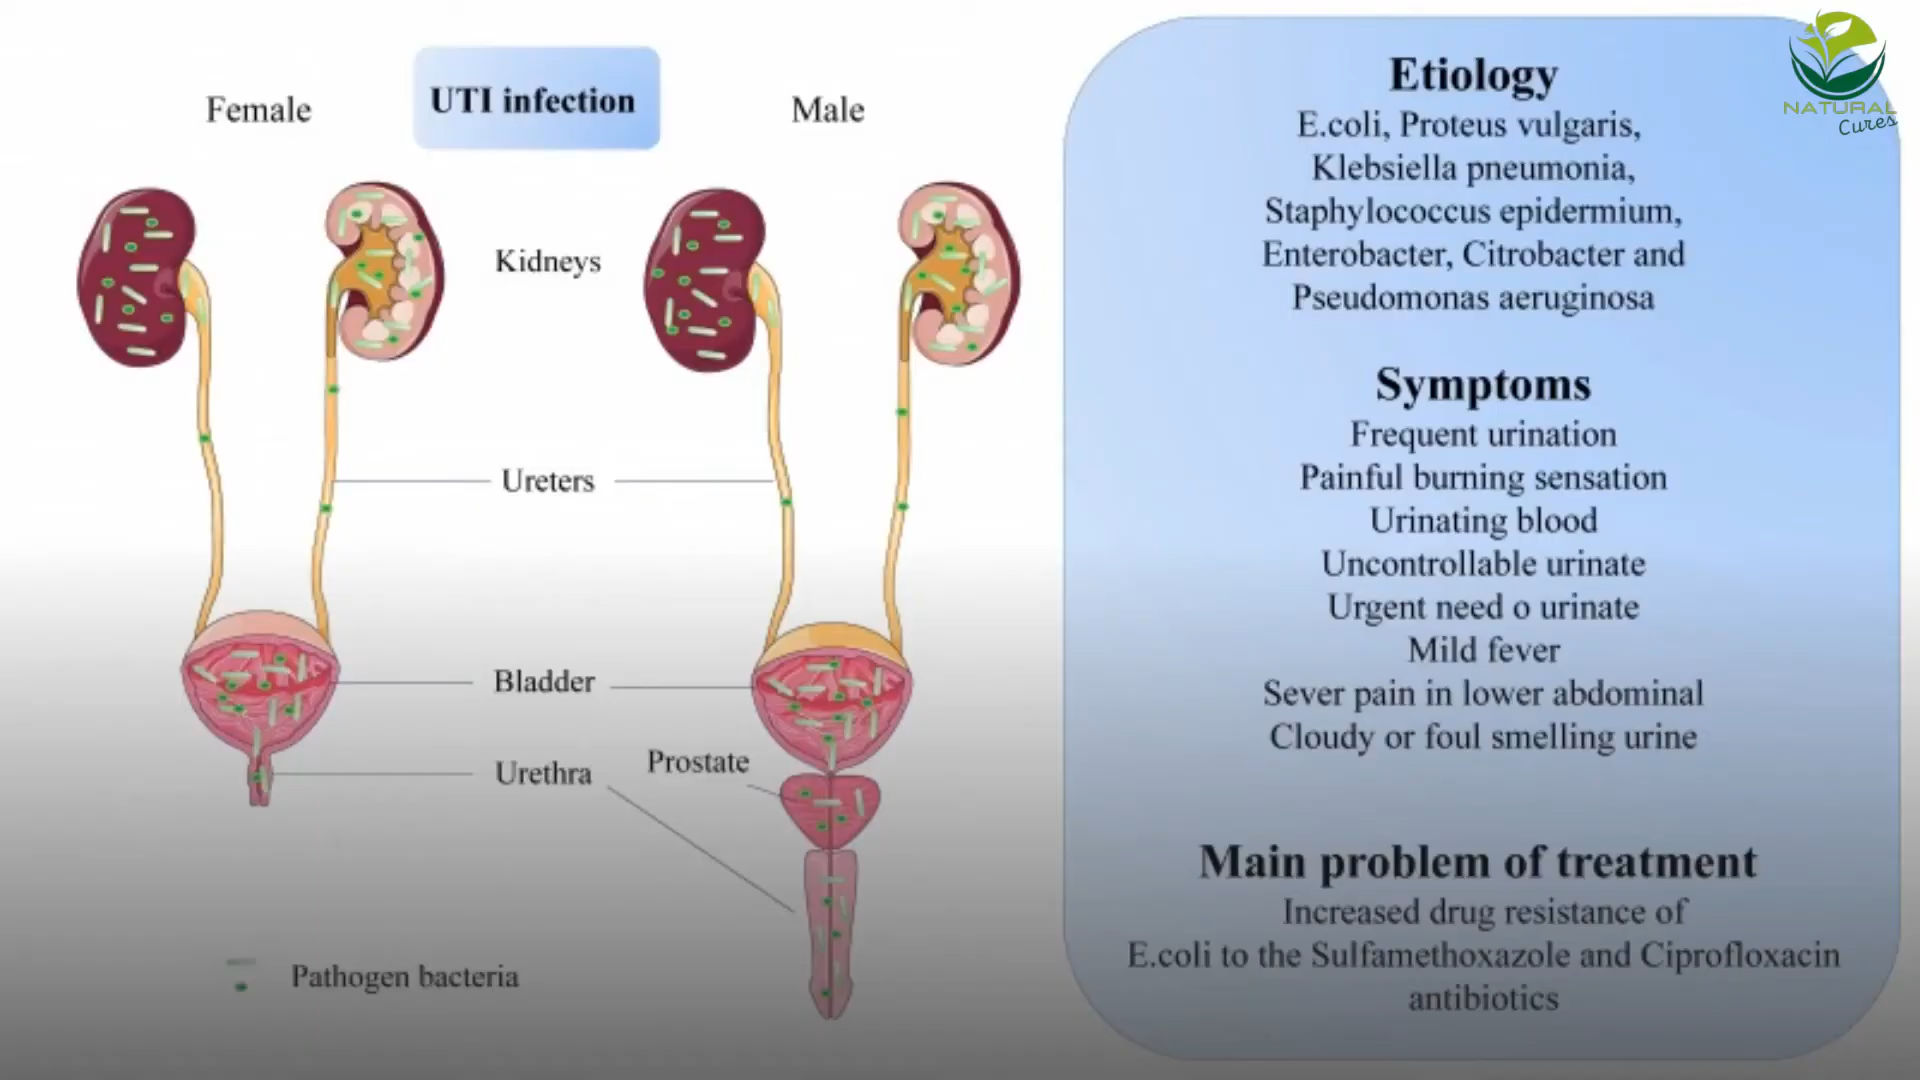 Female
UTI infection
Male
Kidneys
Ureters
Bladder
Urethra
Prostate
Pathogen bacteria
Etiology
E.coli, Proteus vulgaris,
Klebsiella pneumonia,
Staphylococcus epidermium,
Enterobacter, Citrobacter and
Pseudomonas aeruginosa
Symptoms
Frequent urination
Painful burning sensation
Urinating blood
Uncontrollable urinate
Urgent need o urinate
Mild fever
Sever pain in lower abdominal
Cloudy or foul smelling urine
Main problem of treatment
Increased drug resistance of
E.coli to the Sulfamethoxazole and Ciprofloxacin
antibiotics
NATURAL
Cures